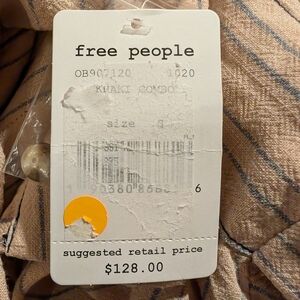 free people
OB907120 1020
KHAKI COMBO
size S
suggested retail price
$128.00